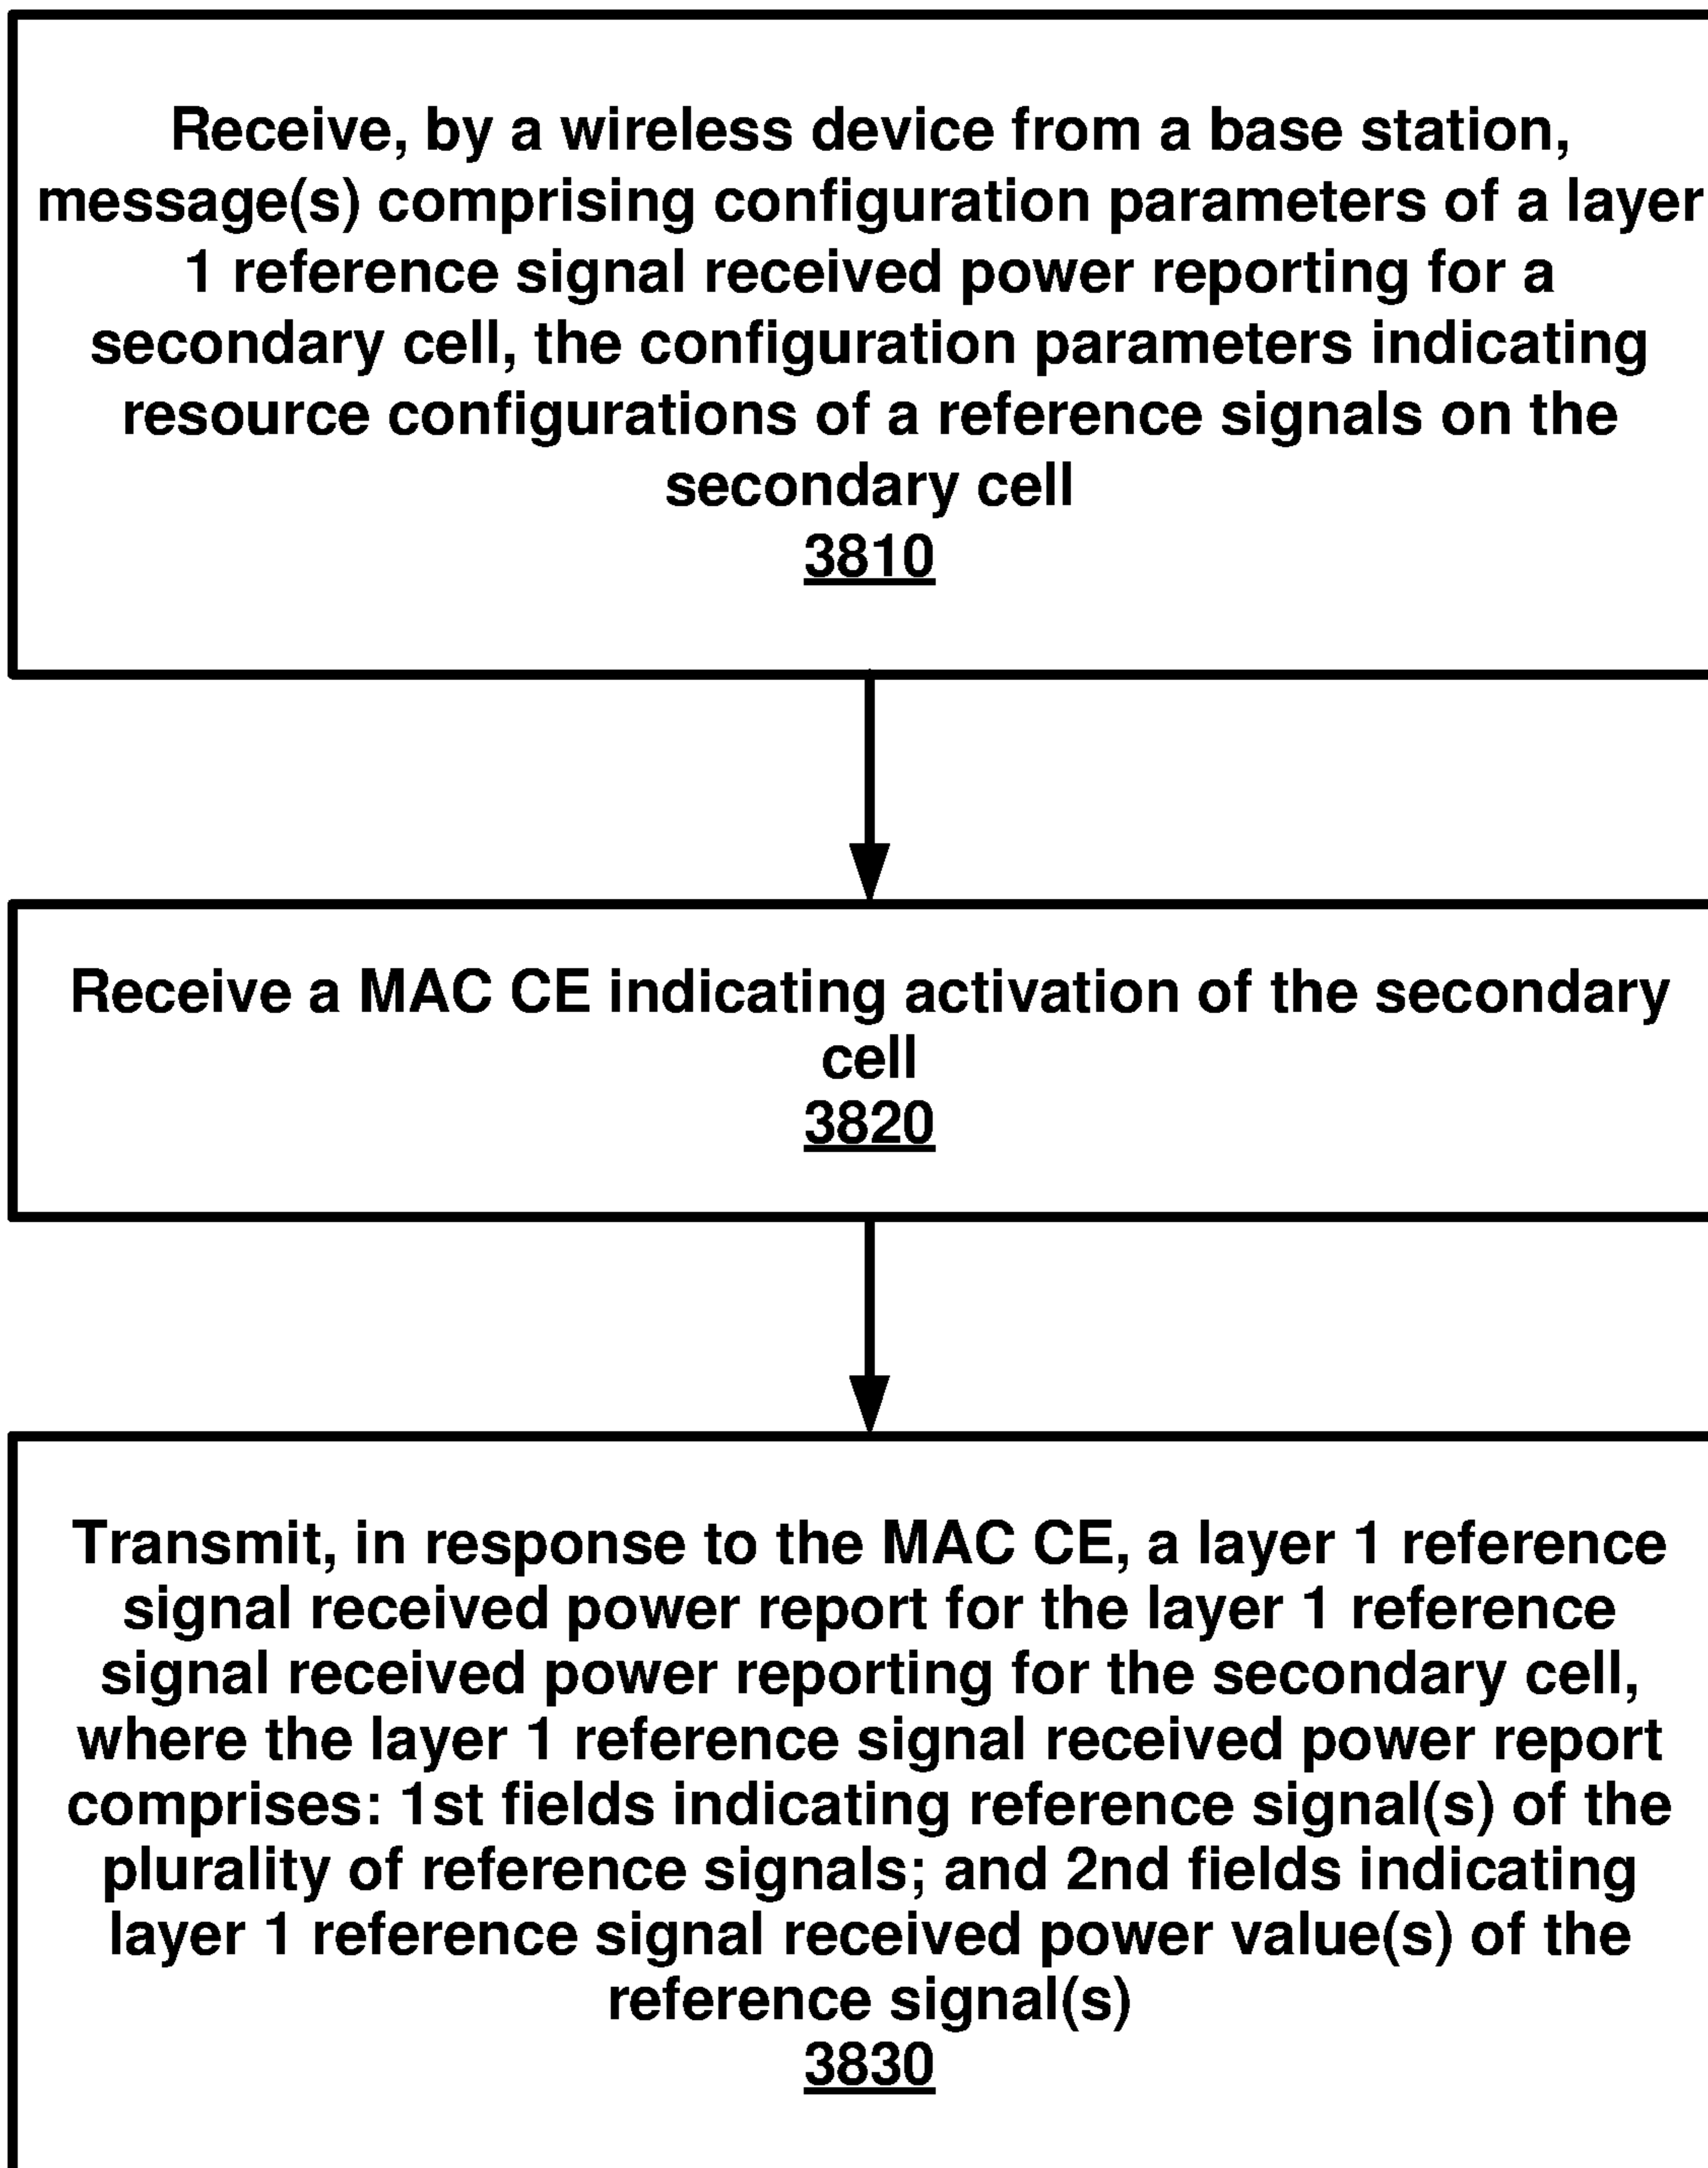 Receive, by a wireless device from a base station,
message(s) comprising configuration parameters of a layer
1 reference signal received power reporting for a
secondary cell, the configuration parameters indicating
resource configurations of a reference signals on the
secondary cell
3810
Receive a MAC CE indicating activation of the secondary
cell
3820
Transmit, in response to the MAC CE, a layer 1 reference
signal received power report for the layer 1 reference
signal received power reporting for the secondary cell,
where the layer 1 reference signal received power report
comprises: 1st fields indicating reference signal(s) of the
plurality of reference signals; and 2nd fields indicating
layer 1 reference signal received power value(s) of the
reference signal(s)
3830